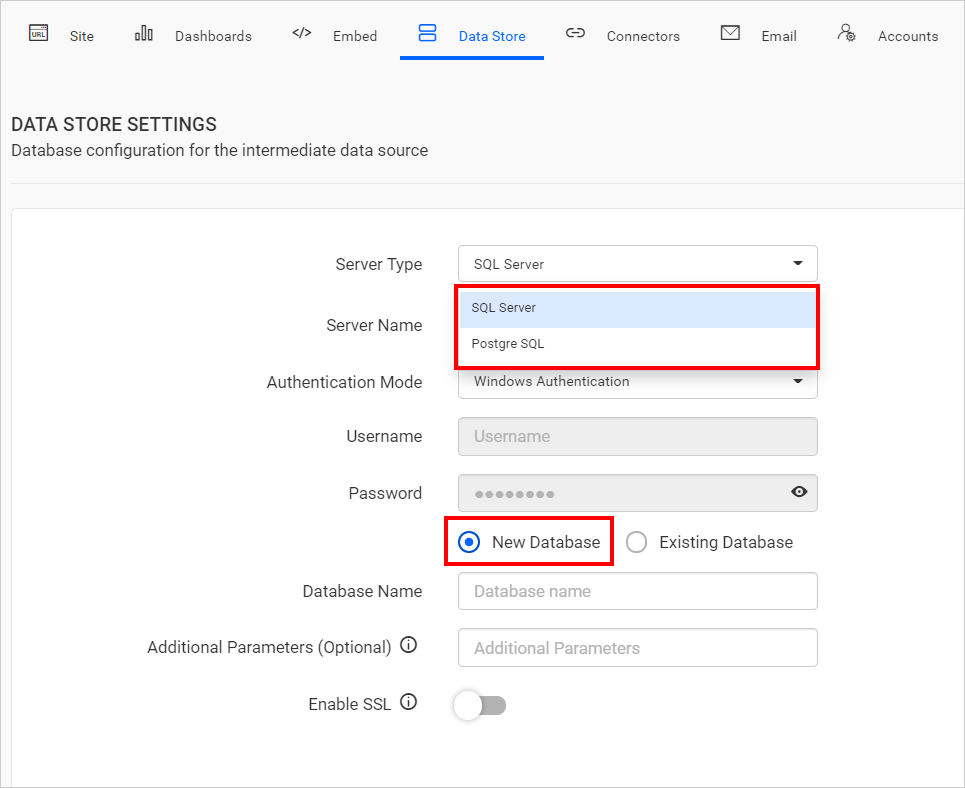 URL Site Dashboards </> Embed Data Store Connectors Email Accounts
DATA STORE SETTINGS
Database configuration for the intermediate data source
Server Type SQL Server
SQL Server
Server Name
Postgre SQL
Authentication Mode Windows Authentication
Username Username
Password ●●●●●●●●
New Database Existing Database
Database Name Database name
Additional Parameters (Optional) Additional Parameters
Enable SSL